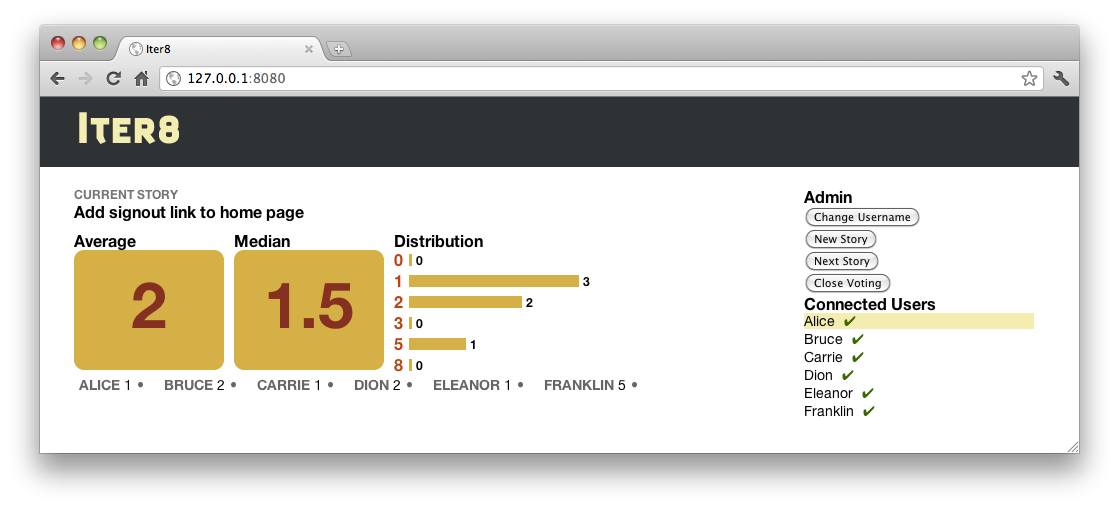 Iter8
127.0.0.1:8080
Iter8
CURRENT STORY
Add signout link to home page
Average
2
Median
1.5
Distribution
0 0
1 3
2 2
3 0
5 1
8 0
ALICE 1 • BRUCE 2 • CARRIE 1 • DION 2 • ELEANOR 1 • FRANKLIN 5 •
Admin
Change Username
New Story
Next Story
Close Voting
Connected Users
Alice ✔
Bruce ✔
Carrie ✔
Dion ✔
Eleanor ✔
Franklin ✔